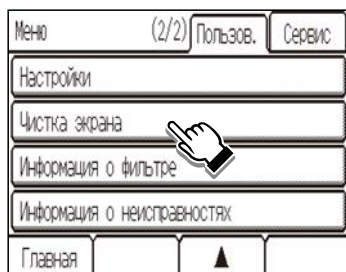 Меню (2/2) Пользов. Сервис
Настройки
Чистка экрана
Информация о фильтре
Информация о неисправностях
Главная